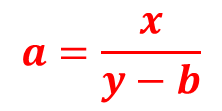 a = x / (y − b)